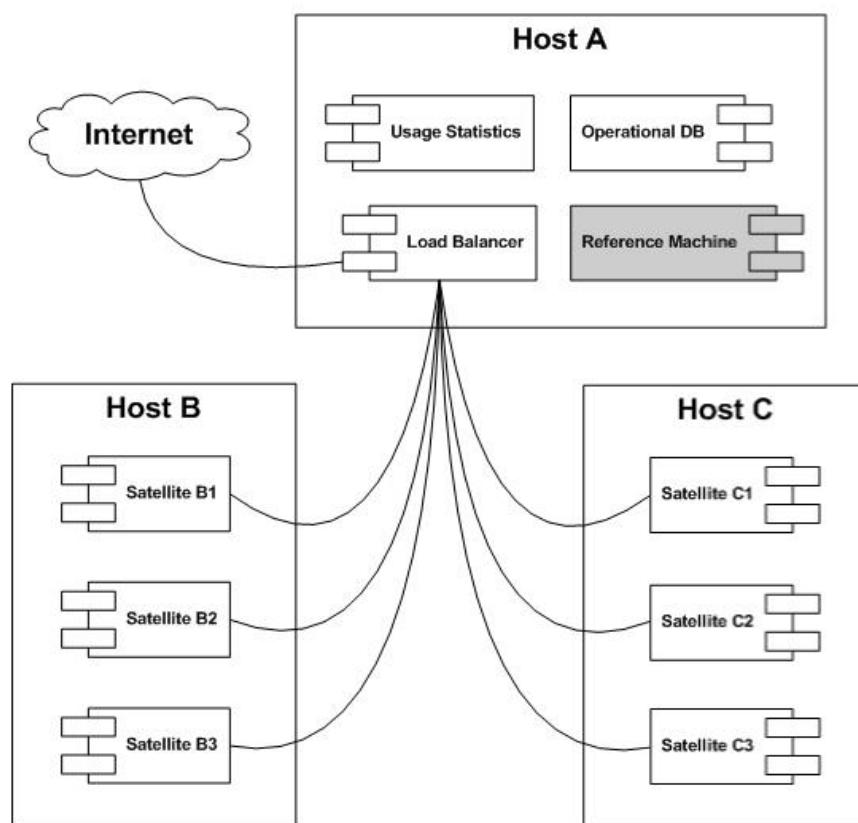 Host A
Internet
Usage Statistics
Operational DB
Load Balancer
Reference Machine
Host B
Satellite B1
Satellite B2
Satellite B3
Host C
Satellite C1
Satellite C2
Satellite C3